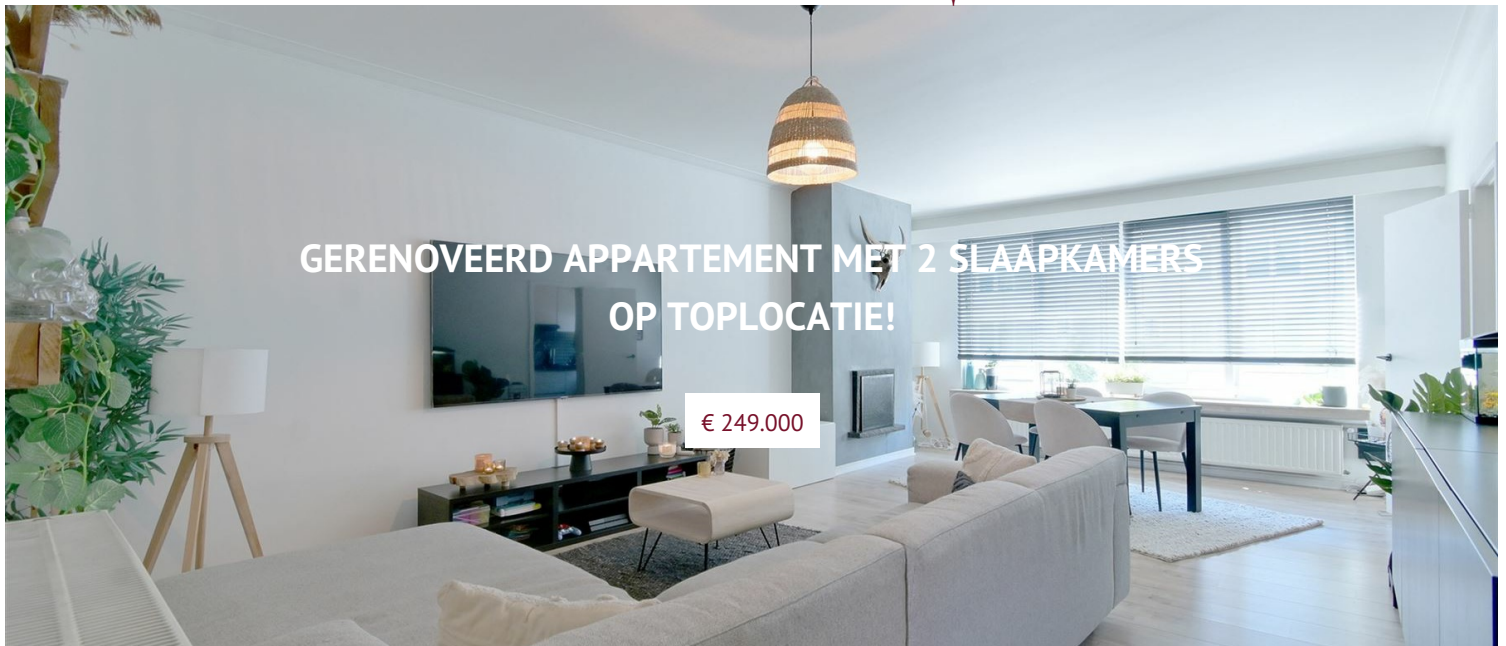 GERENOVEERD APPARTEMENT MET 2 SLAAPKAMERS
OP TOPLOCATIE!
€ 249.000